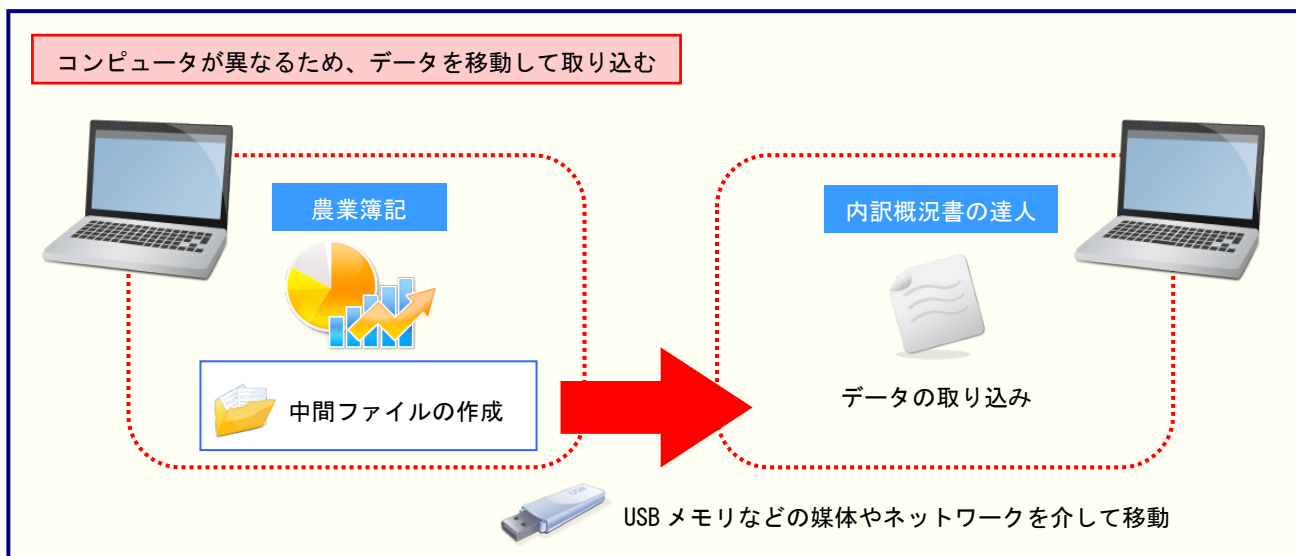 コンピュータが異なるため、データを移動して取り込む
農業簿記
内訳概況書の達人
中間ファイルの作成
データの取り込み
USB
USB メモリなどの媒体やネットワークを介して移動